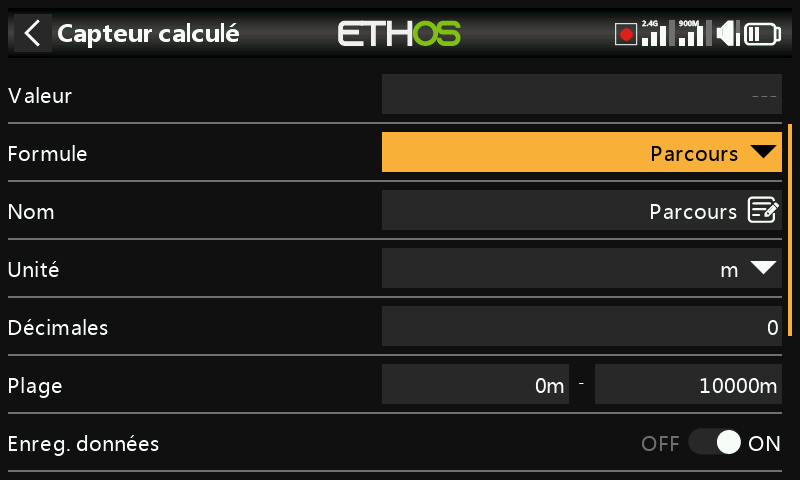 Capteur calculé
ETHOS
2.4G
900M
Valeur
---
Formule
Parcours
Nom
Parcours
Unité
m
Décimales
0
Plage
0m - 10000m
Enreg. données
OFF ON